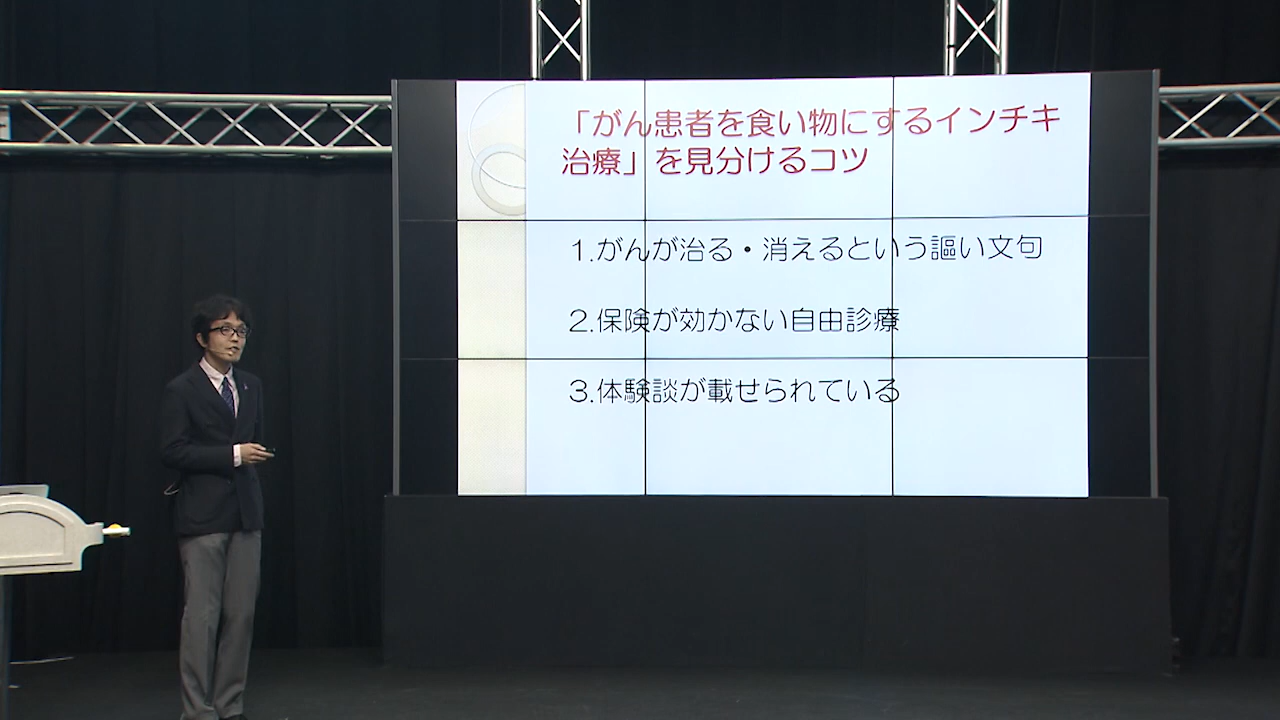 「がん患者を食い物にするインチキ
治療」を見分けるコツ
1.がんが治る・消えるという謳い文句
2.保険が効かない自由診療
3.体験談が載せられている